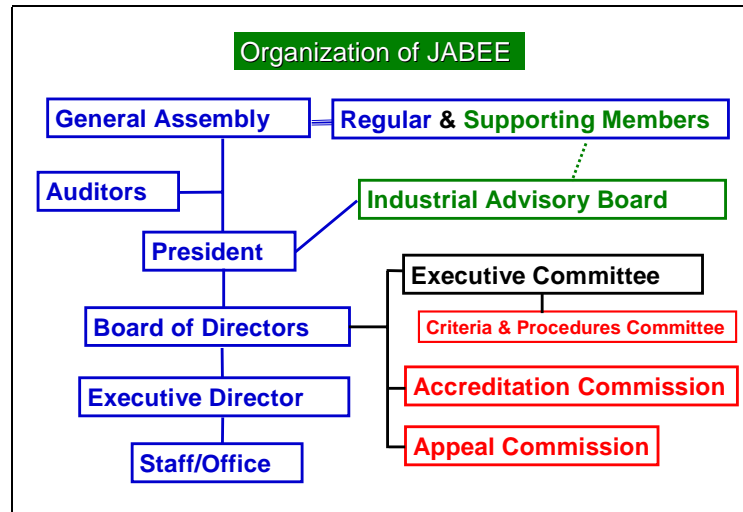 Organization of JABEE
General Assembly
Regular & Supporting Members
Auditors
Industrial Advisory Board
President
Executive Committee
Board of Directors
Criteria & Procedures Committee
Executive Director
Accreditation Commission
Appeal Commission
Staff/Office